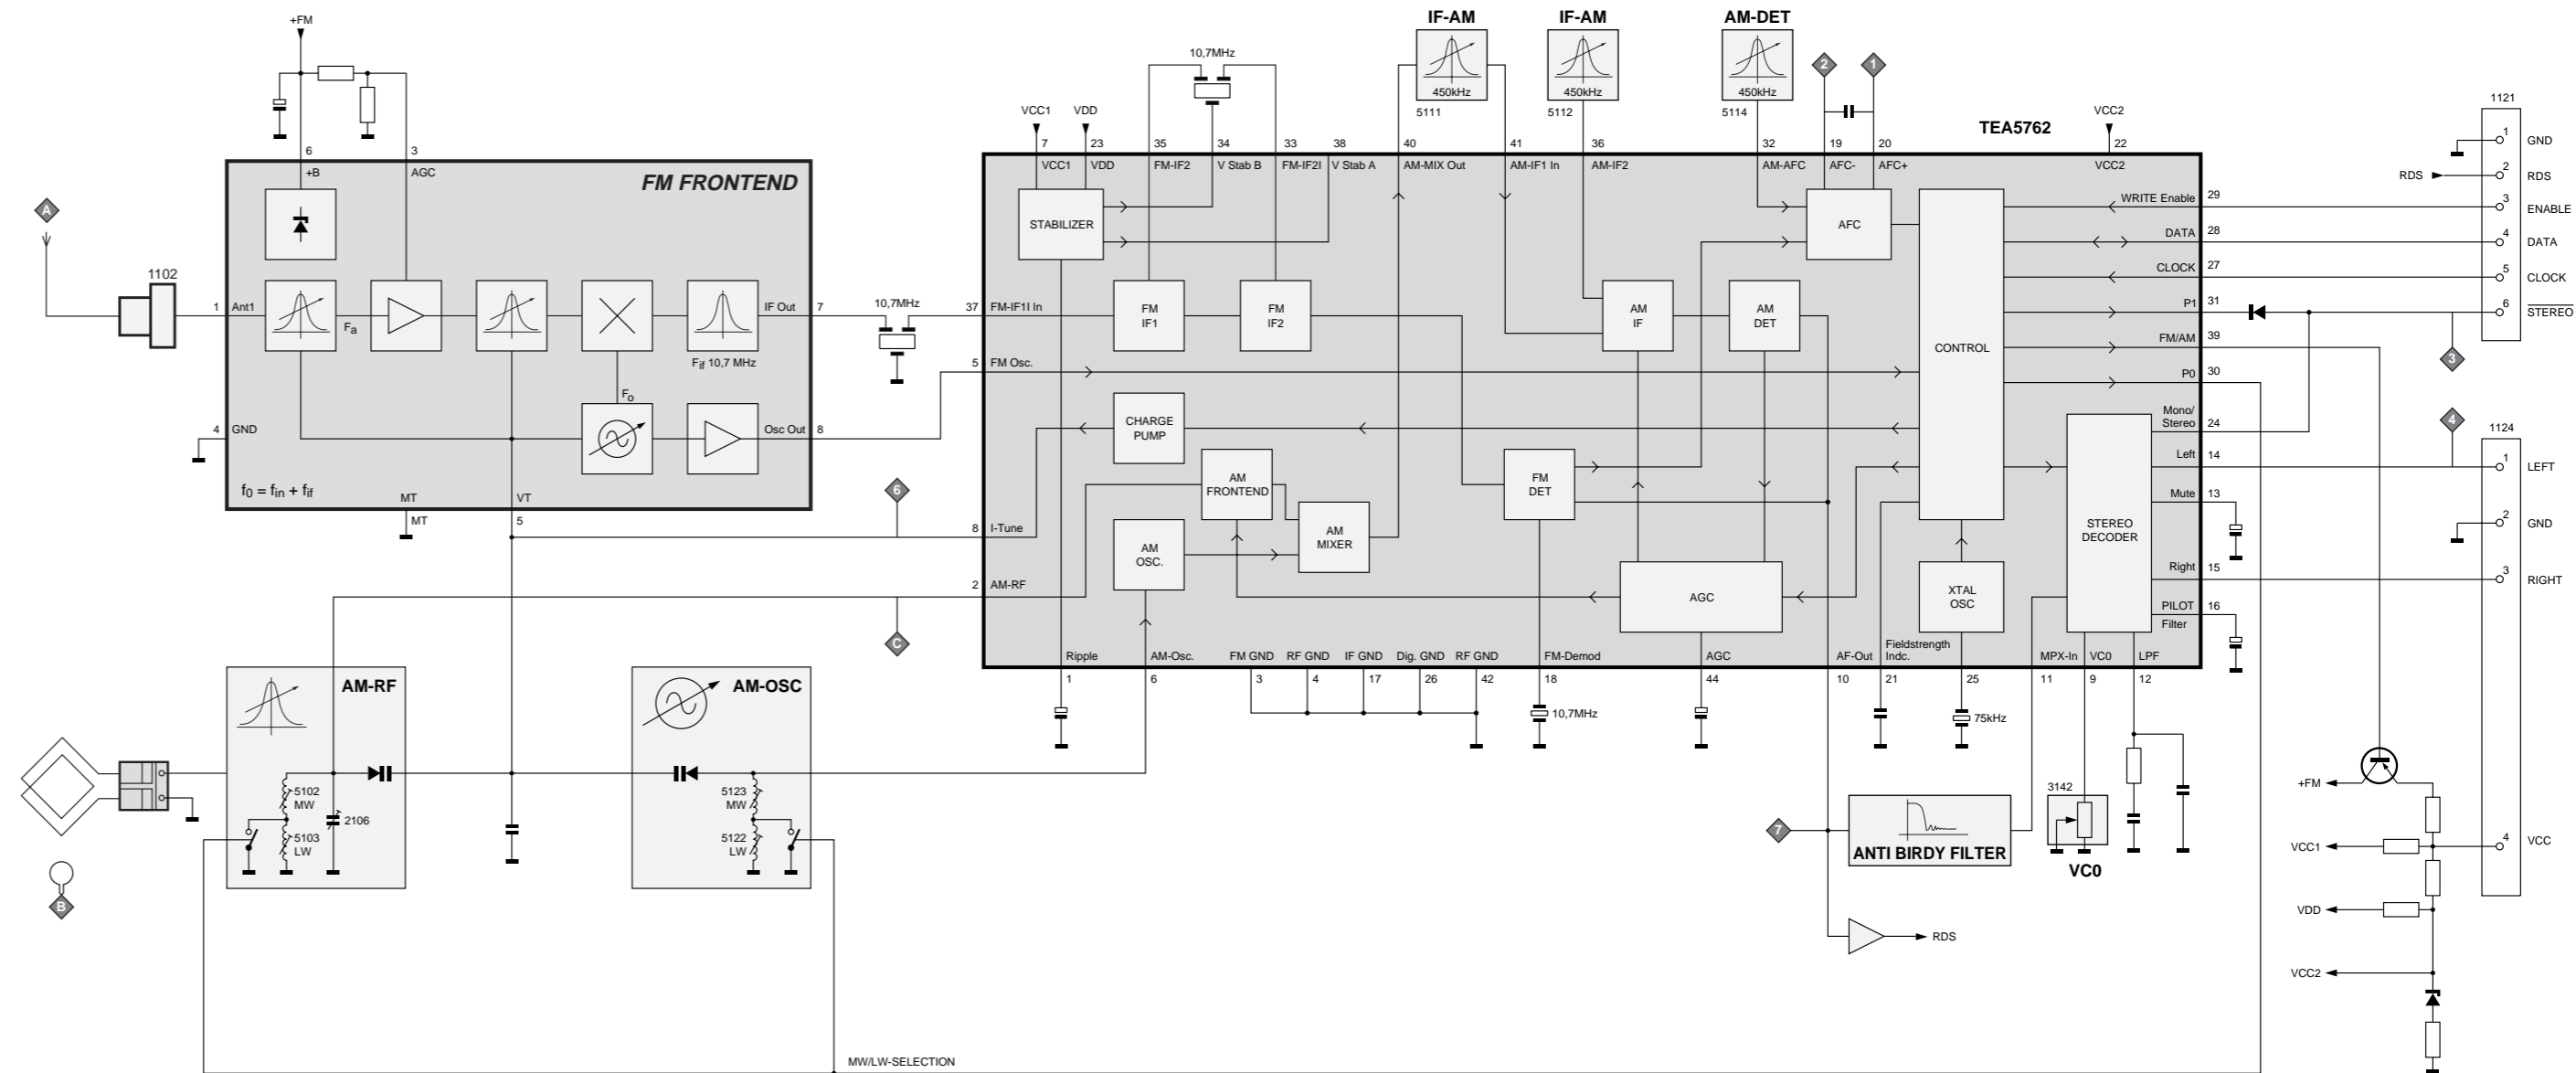 +FM
6
3
+B
AGC
FM FRONTEND
A
1102
1
Ant1
Fa
IF Out
7
Fif 10,7 MHz
Fo
4
GND
Osc Out
8
f0 = fin + fif
MT
VT
MT
5
10,7MHz
10,7MHz
IF-AM
450kHz
5111
IF-AM
450kHz
5112
AM-DET
450kHz
5114
2
1
TEA5762
VCC1
VDD
VCC2
7
23
35
34
33
38
40
41
36
32
19
20
22
VCC1
VDD
FM-IF2
V Stab B
FM-IF2I
V Stab A
AM-MIX Out
AM-IF1 In
AM-IF2
AM-AFC
AFC-
AFC+
VCC2
STABILIZER
AFC
37
FM-IF1I In
FM
IF1
FM
IF2
AM
IF
AM
DET
CONTROL
5
FM Osc.
CHARGE
PUMP
AM
FRONTEND
FM
DET
AM
OSC.
AM
MIXER
AGC
XTAL
OSC
STEREO
DECODER
6
8
I-Tune
2
AM-RF
C
WRITE Enable
29
DATA
28
CLOCK
27
P1
31
FM/AM
39
P0
30
Mono/
Stereo
24
Left
14
Mute
13
Right
15
PILOT
16
Filter
Ripple
AM-Osc.
FM GND
RF GND
IF GND
Dig. GND
RF GND
FM-Demod
AGC
AF-Out
Fieldstrength
Indc.
MPX-In
VC0
LPF
1
6
3
4
17
26
42
18
44
10
21
25
11
9
12
10,7MHz
75kHz
1121
1
GND
RDS
2
RDS
3
ENABLE
4
DATA
5
CLOCK
6
STEREO
3
4
1124
1
LEFT
2
GND
3
RIGHT
4
VCC
AM-RF
5102
MW
2106
5103
LW
AM-OSC
5123
MW
5122
LW
B
7
ANTI BIRDY FILTER
3142
VC0
RDS
+FM
VCC1
VDD
VCC2
MW/LW-SELECTION